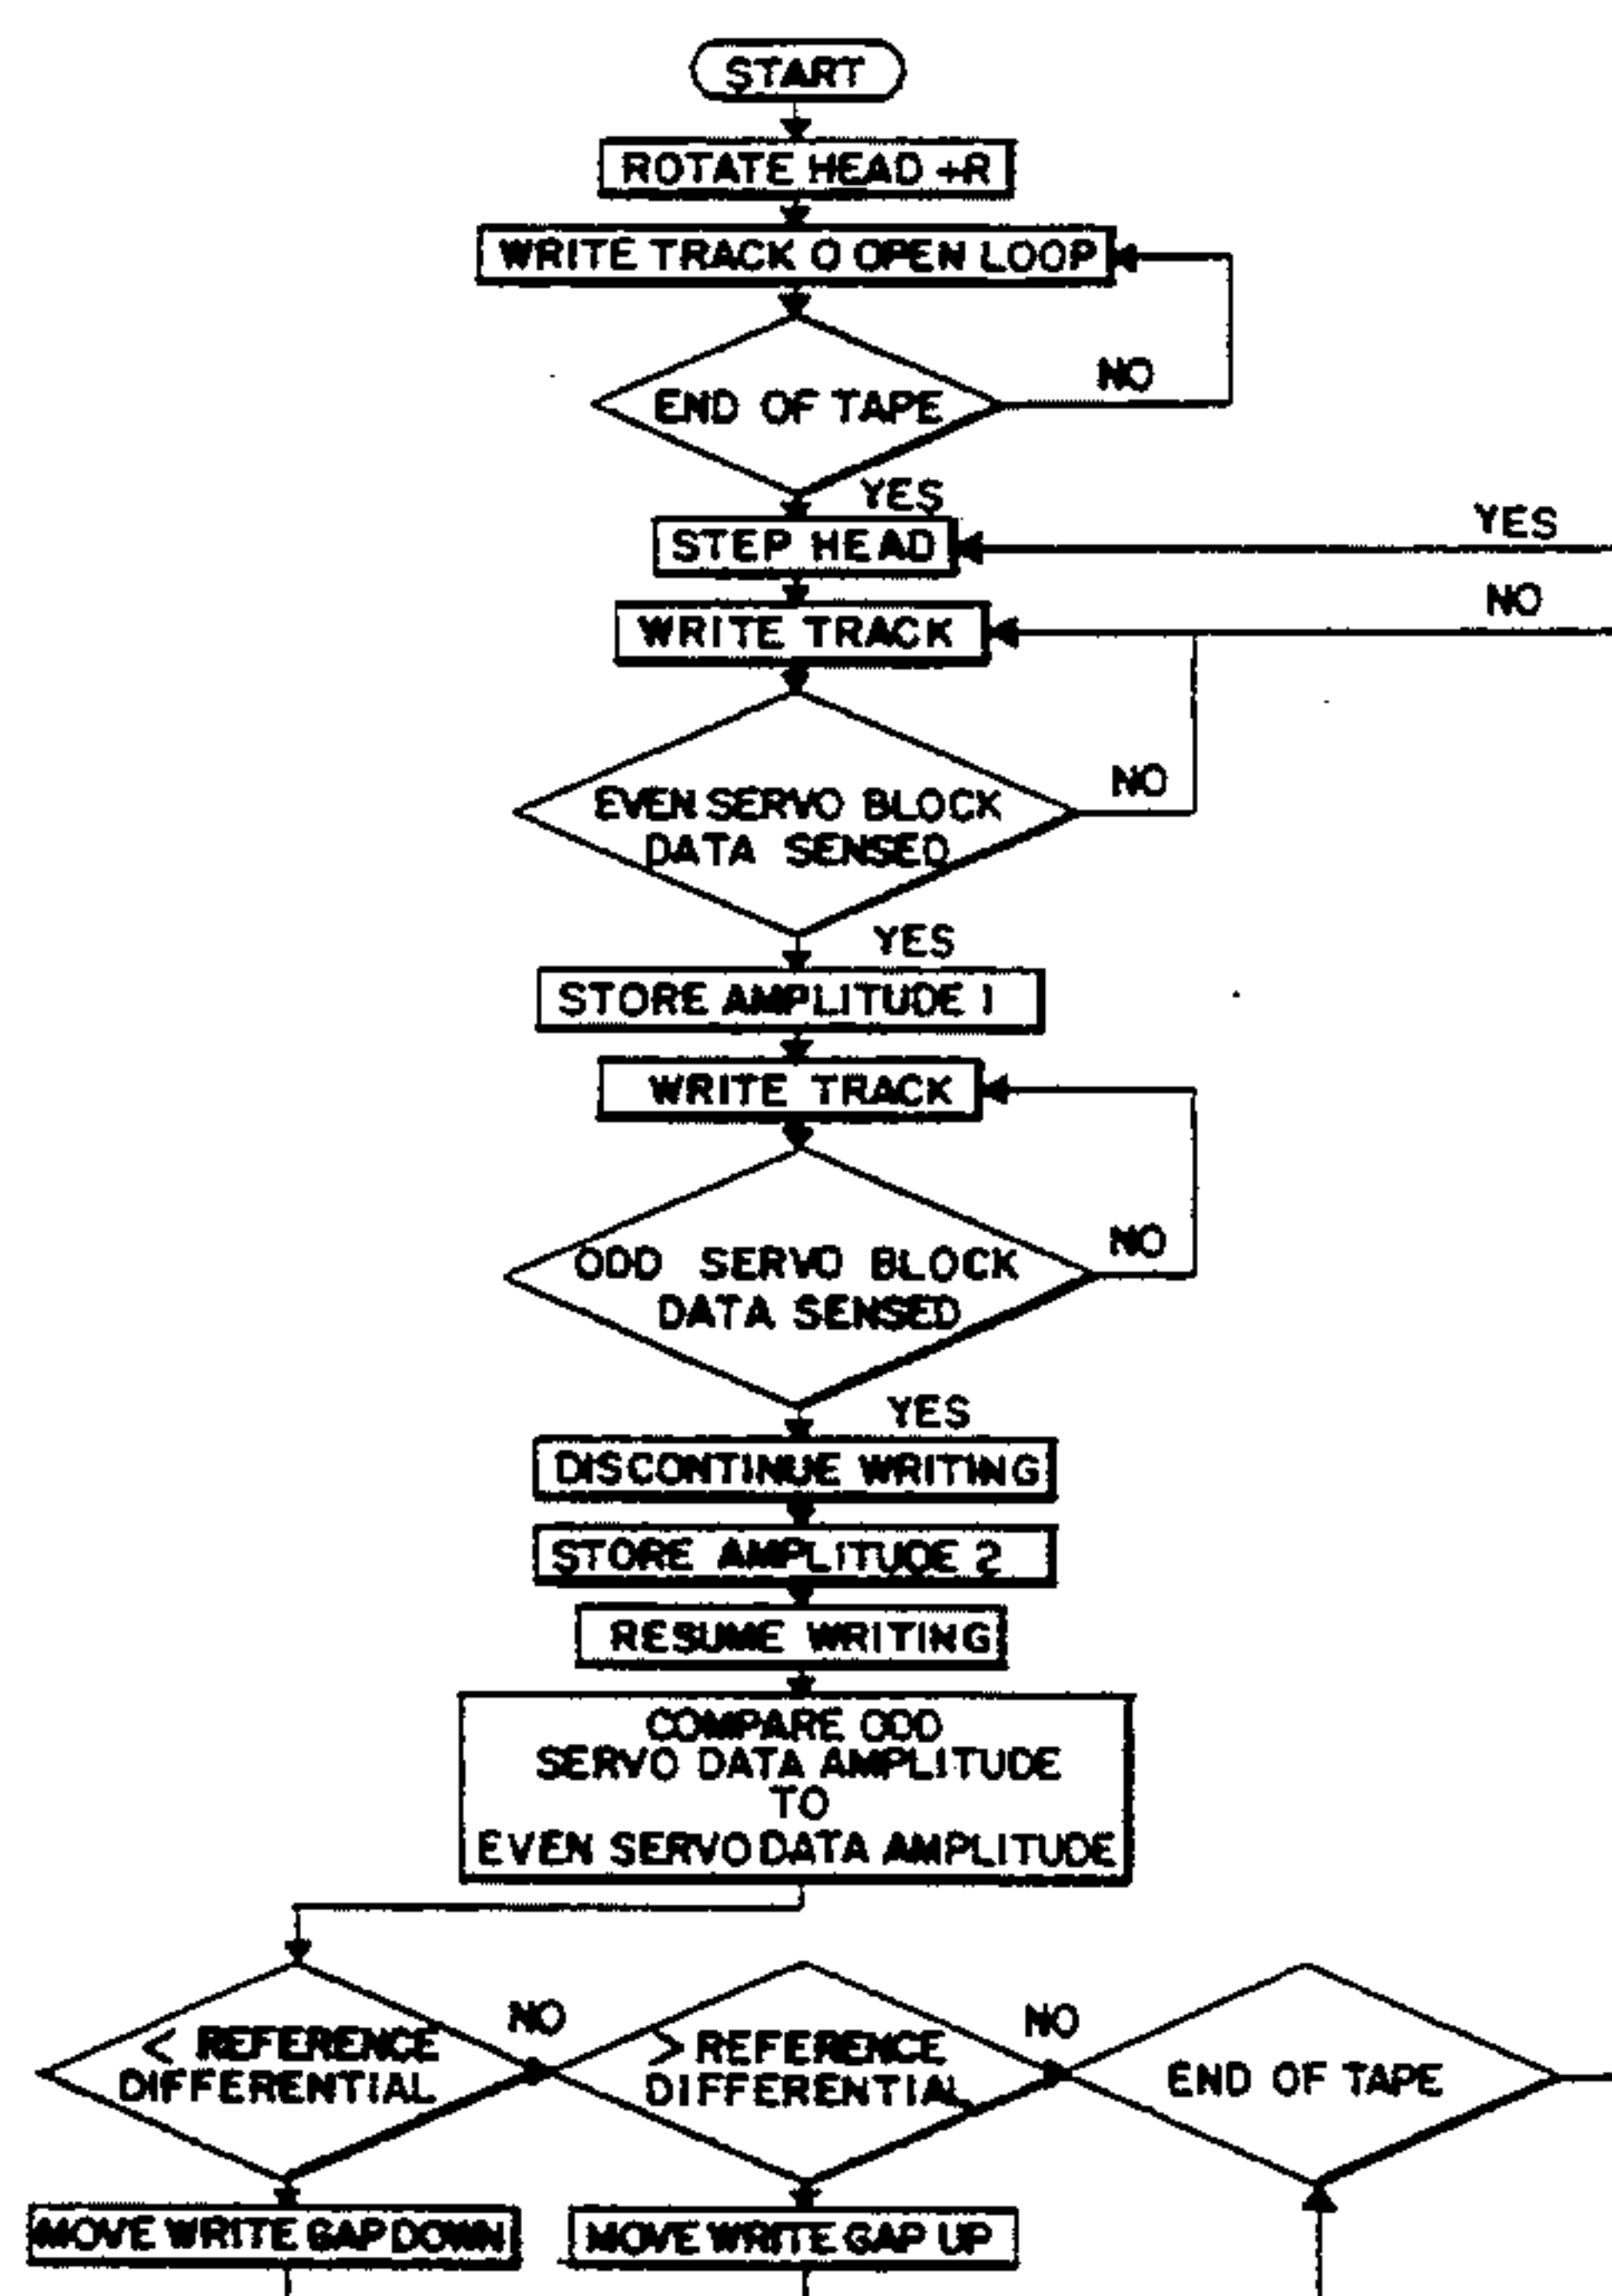 START
ROTATE HEAD +R
WRITE TRACK 0 OPEN LOOP
END OF TAPE
NO
YES
STEP HEAD
YES
WRITE TRACK
NO
EVEN SERVO BLOCK
DATA SENSED
NO
YES
STORE AMPLITUDE 1
WRITE TRACK
ODD SERVO BLOCK
DATA SENSED
NO
YES
DISCONTINUE WRITING
STORE AMPLITUDE 2
RESUME WRITING
COMPARE ODD
SERVO DATA AMPLITUDE
TO
EVEN SERVO DATA AMPLITUDE
< REFERENCE
DIFFERENTIAL
NO
> REFERENCE
DIFFERENTIAL
NO
END OF TAPE
MOVE WRITE GAP DOWN
MOVE WRITE GAP UP